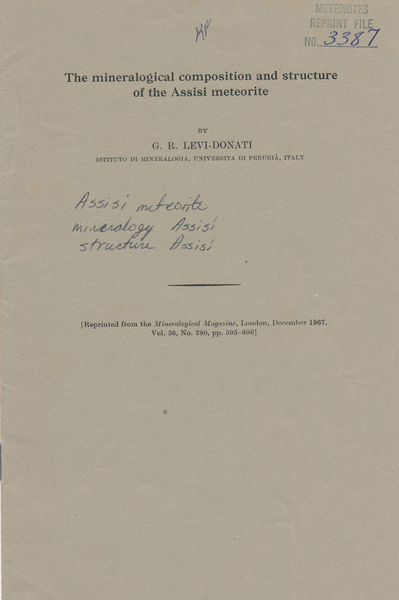 METEORITES
REPRINT FILE
NO. 3387
The mineralogical composition and structure
of the Assisi meteorite
BY
G. R. LEVI-DONATI
ISTITUTO DI MINERALOGIA, UNIVERSITA DI PERUGIÀ, ITALY
Assisi meteorite
mineralogy Assisi
structure Assisi
[Reprinted from the Mineralogical Magazine, London, December 1967,
Vol. 36, No. 280, pp. 595–606]